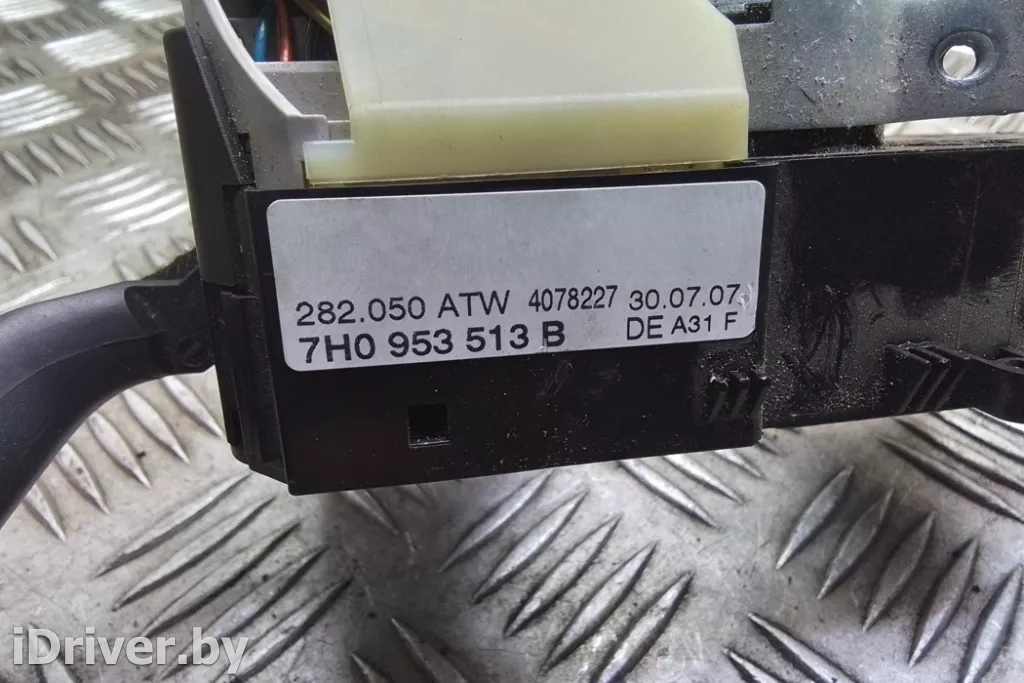 282.050 ATW 4078227 30.07.07
7H0 953 513 B DE A31 F
iDriver.by